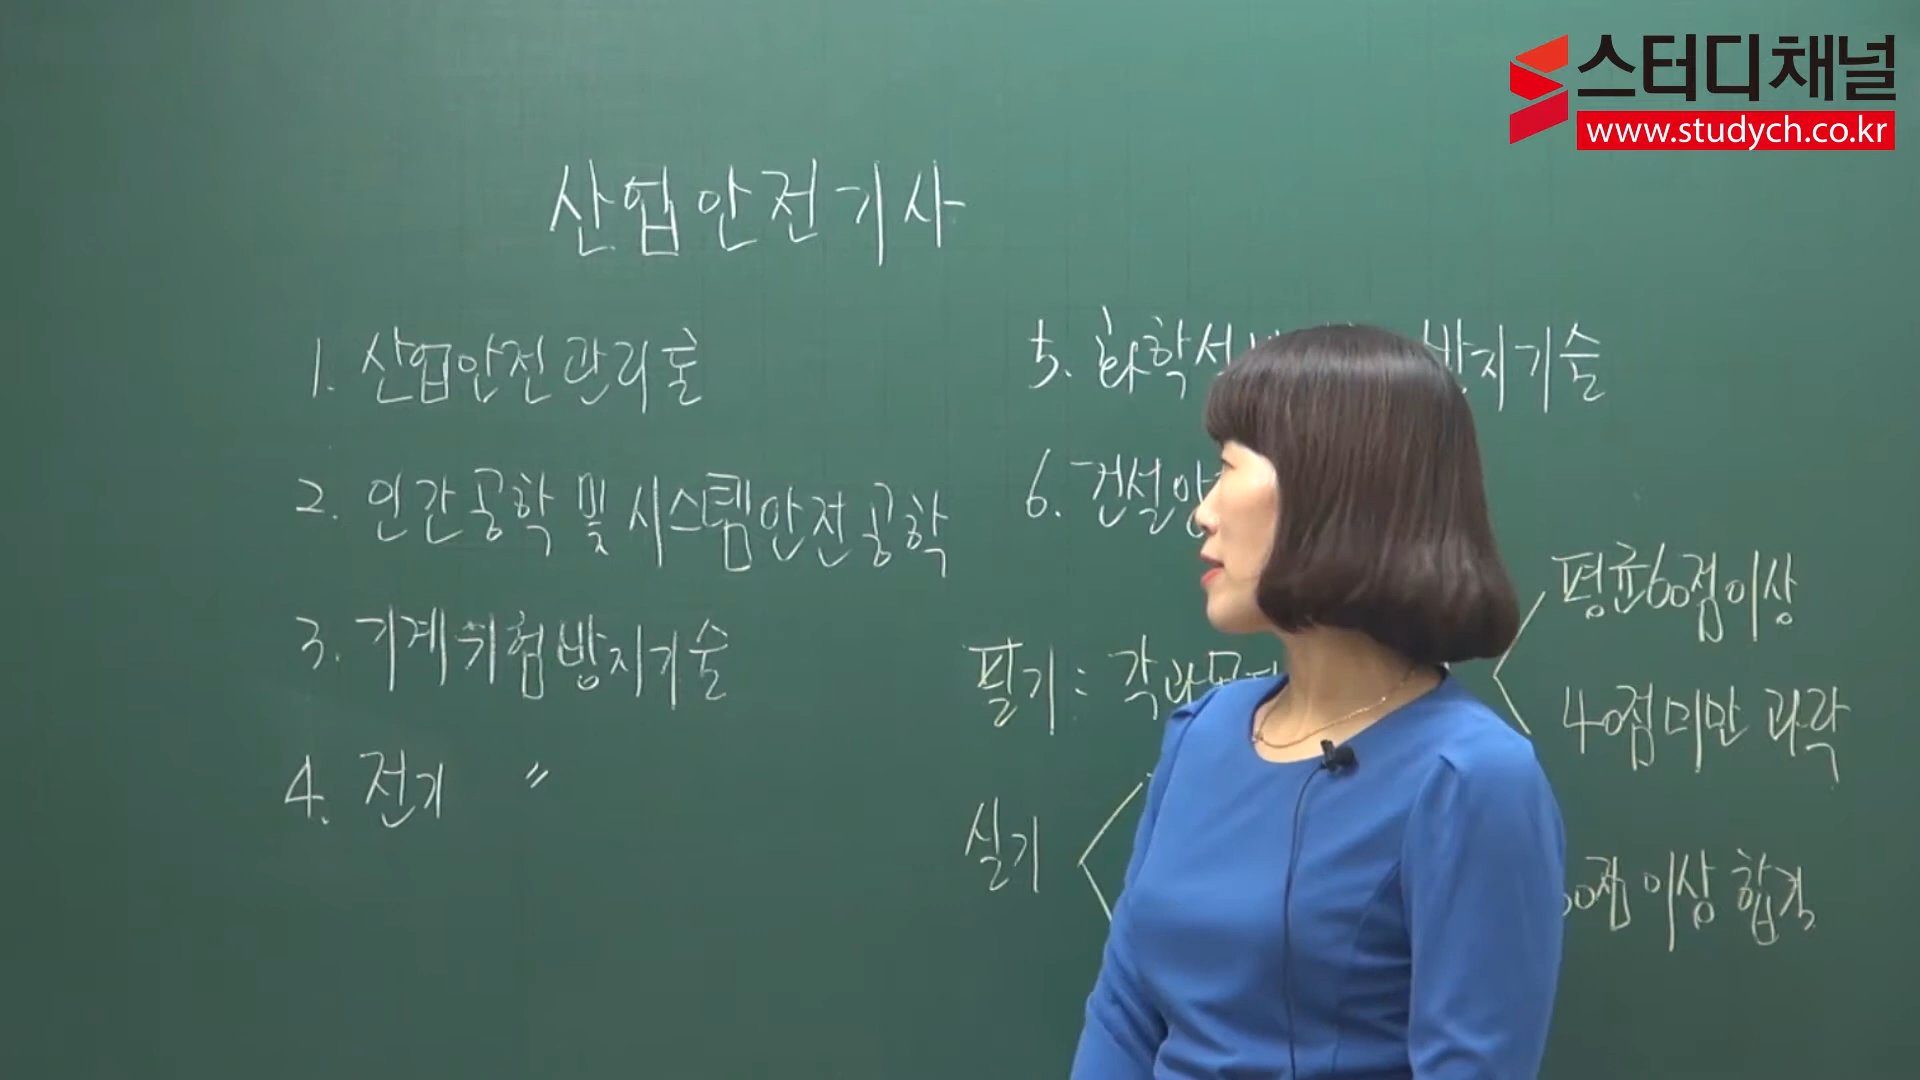 스터디채널
www.studych.co.kr
산업안전기사
1. 산업안전관리론
2. 인간공학 및 시스템안전공학
3. 기계위험방지기술
4. 전기 〃
5. 화학설 방지기술
6. 건설안
필기 : 각과목
평균60점이상
40점미만 과락
실기
60점이상 합격